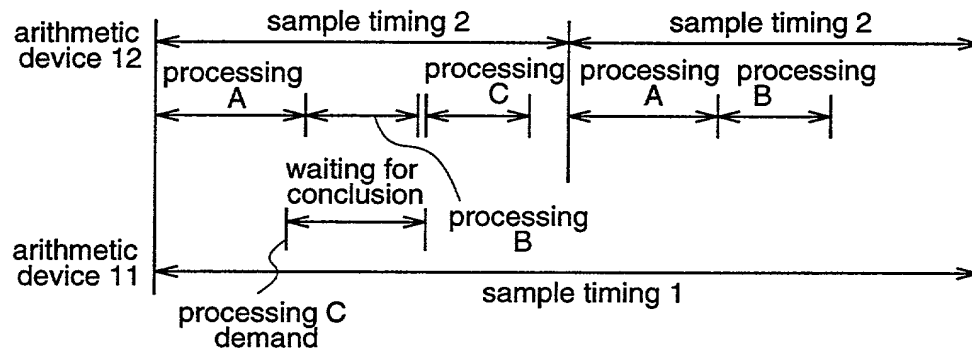 arithmetic
device 12
sample timing 2
sample timing 2
processing
A
processing
C
processing
A
processing
B
waiting for
conclusion
processing
B
arithmetic
device 11
sample timing 1
processing C
demand